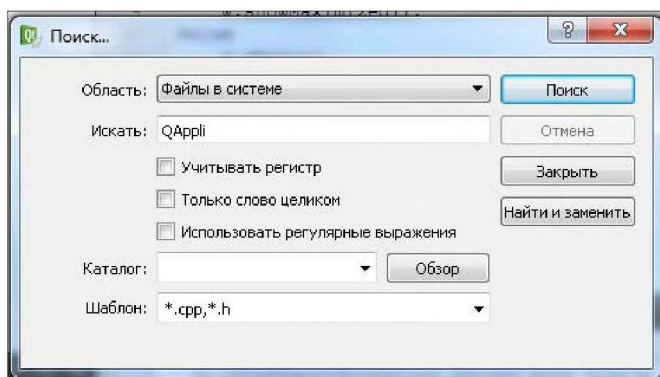 Поиск...
Область: Файлы в системе Поиск
Искать: QAppli Отмена
Учитывать регистр Закрыть
Только слово целиком
Найти и заменить
Использовать регулярные выражения
Каталог: Обзор
Шаблон: *.cpp,*.h